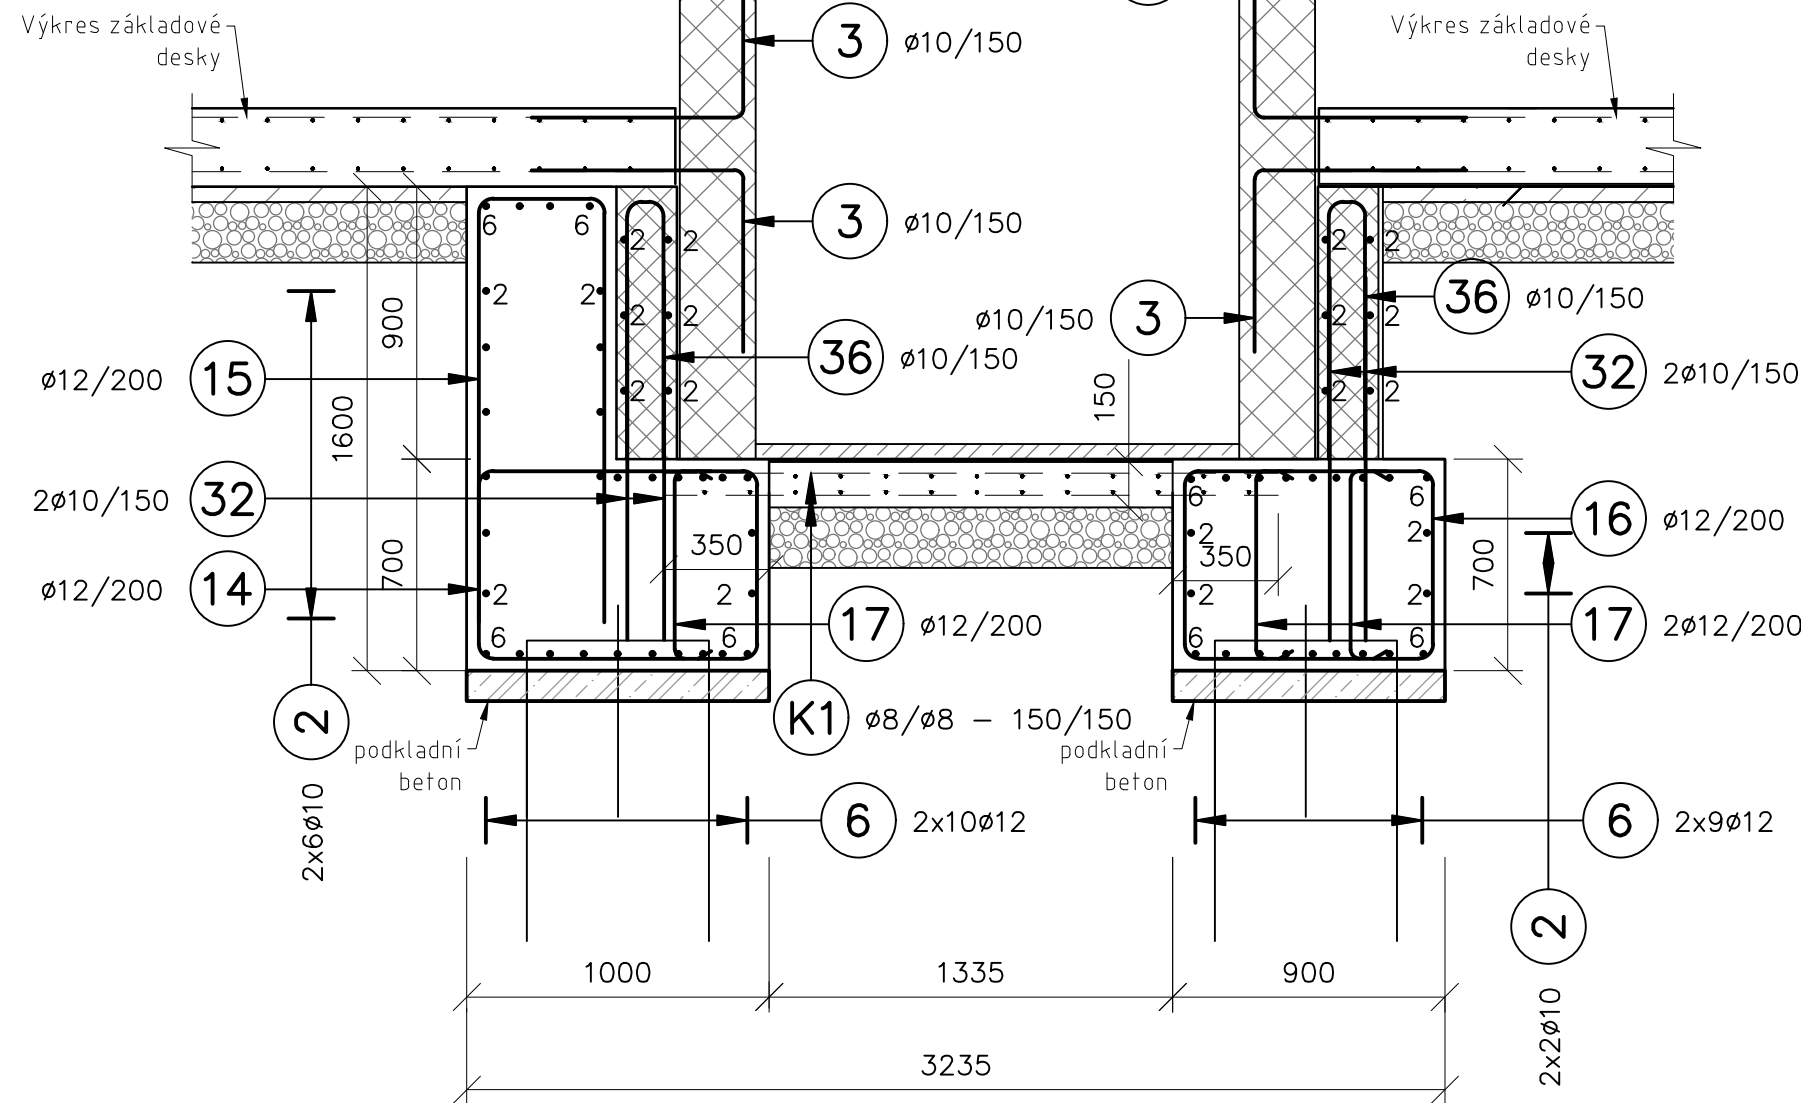 Výkres základové
desky
3 ø10/150
Výkres základové
desky
3 ø10/150
6 6
2 2
2 2
2 2
2 2
2 2
2 2
2 2
36 ø10/150
ø10/150 3
36 ø10/150
ø12/200 15
900
1600
150
32 2ø10/150
2ø10/150 32
6 6
2 2
350
350
16 ø12/200
ø12/200 14
700
700
2 2
2 2
6 6
6 6
17 ø12/200
17 2ø12/200
2
2x6ø10
K1 ø8/ø8 – 150/150
podkladní
beton
podkladní
beton
6 2x10ø12
6 2x9ø12
2
2x2ø10
1000 1335 900
3235